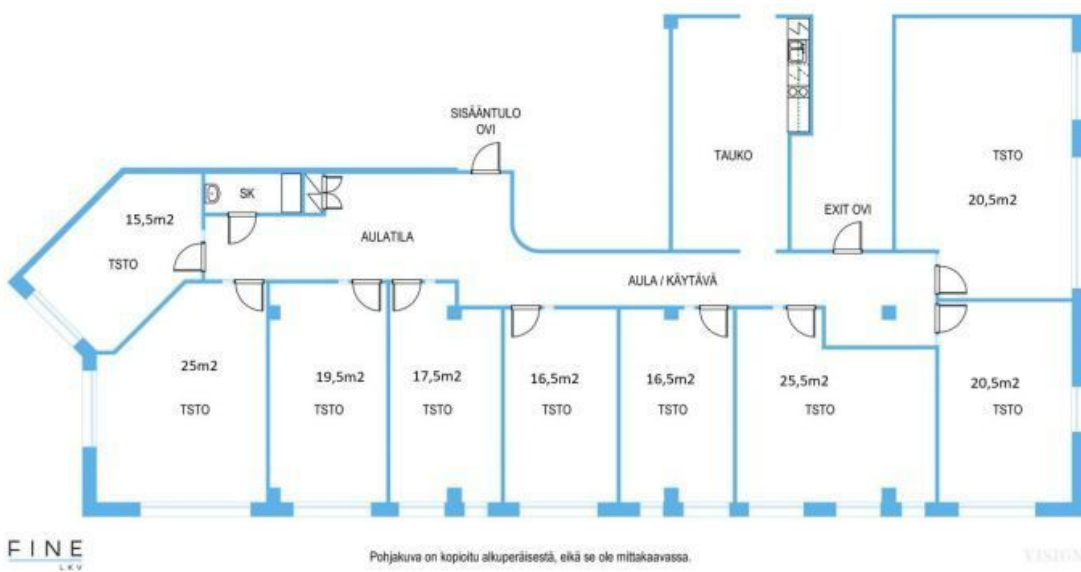 SISÄÄNTULO
OVI
TAUKO
TSTO
20,5m2
SK
15,5m2
TSTO
EXIT OVI
AULATILA
AULA / KÄYTÄVÄ
25m2
TSTO
19,5m2
TSTO
17,5m2
TSTO
16,5m2
TSTO
16,5m2
TSTO
25,5m2
TSTO
20,5m2
TSTO
FINE
LKV
Pohjakuva on kopioitu alkuperäisestä, eikä se ole mittakaavassa.